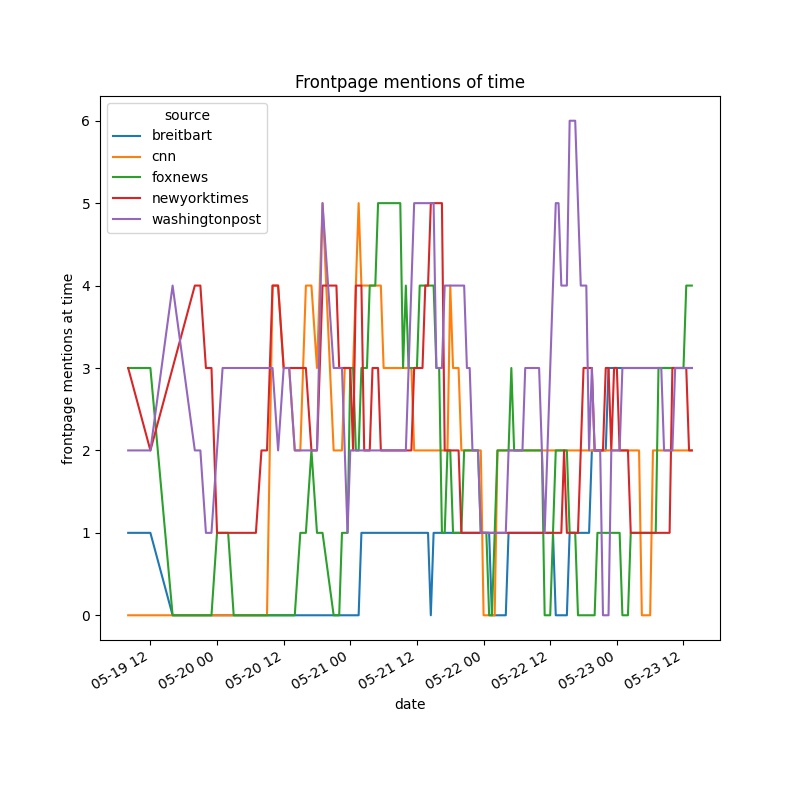 Frontpage mentions of time
source
breitbart
cnn
foxnews
newyorktimes
washingtonpost
frontpage mentions at time
6
5
4
3
2
1
0
05-19 12
05-20 00
05-20 12
05-21 00
05-21 12
05-22 00
05-22 12
05-23 00
05-23 12
date